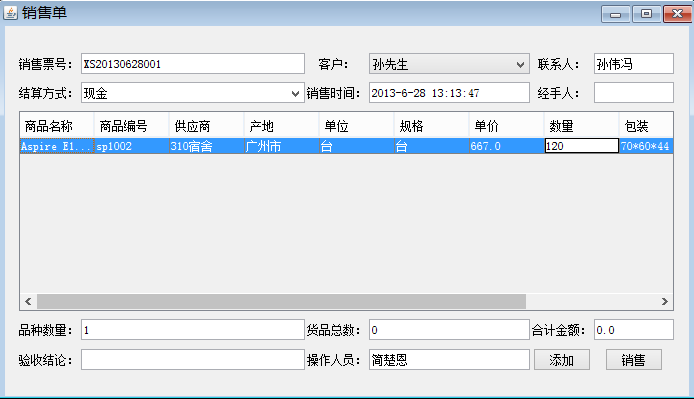 销售单
销售票号: XS20130628001 客户: 孙先生 联系人: 孙伟冯
结算方式: 现金 销售时间: 2013-6-28 13:13:47 经手人:
商品名称 商品编号 供应商 产地 单位 规格 单价 数量 包装
Aspire E1... sp1002 310宿舍 广州市 台 台 667.0 120 70*60*44
品种数量: 1 货品总数: 0 合计金额: 0.0
验收结论: 操作人员: 简楚恩 添加 销售